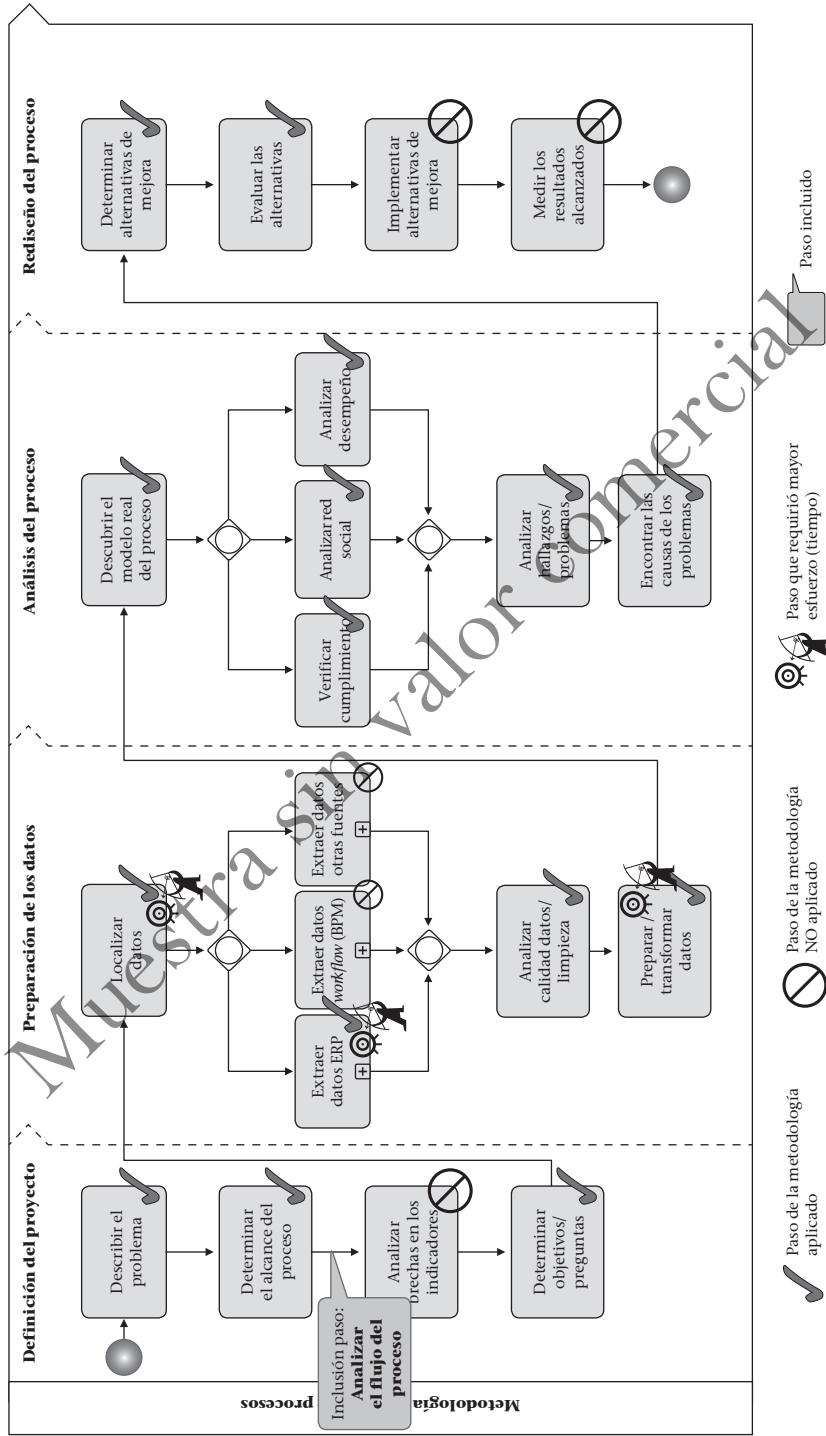 Metodología
procesos
Definición del proyecto
Describir el
problema
Determinar
el alcance del
proceso
Inclusión paso:
Analizar
el flujo del
proceso
Analizar
brechas en los
indicadores
Determinar
objetivos/
preguntas
Preparación de los datos
Localizar
datos
Extraer
datos ERP
+
Extraer datos
workflow (BPM)
+
Extraer datos
otras fuentes
+
Analizar
calidad datos/
limpieza
Preparar /
transformar
datos
Análisis del proceso
Descubrir el
modelo real
del proceso
Verificar
cumplimiento
Analizar red
social
Analizar
desempeño
Analizar
hallazgos/
problemas
Encontrar las
causas de los
problemas
Rediseño del proceso
Determinar
alternativas de
mejora
Evaluar las
alternativas
Implementar
alternativas de
mejora
Medir los
resultados
alcanzados
Paso de la metodología
aplicado
Paso de la metodología
NO aplicado
Paso que requirió mayor
esfuerzo (tiempo)
Paso incluido
Muestra sin valor comercial